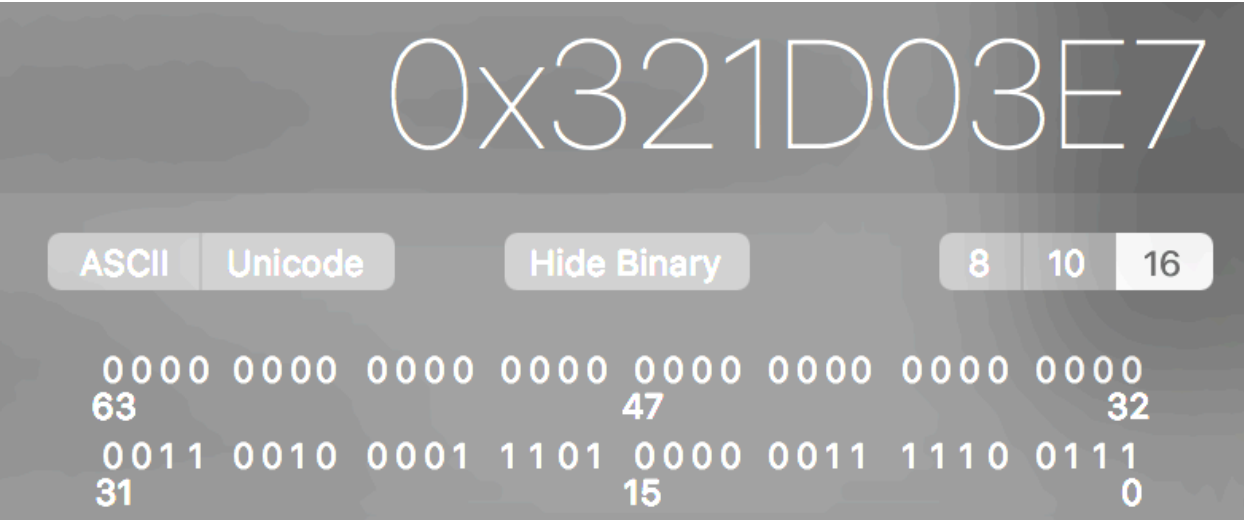 0x321D03E7
ASCII Unicode Hide Binary 8 10 16
0000 0000 0000 0000 0000 0000 0000 0000
63 47 32
0011 0010 0001 1101 0000 0011 1110 0111
31 15 0